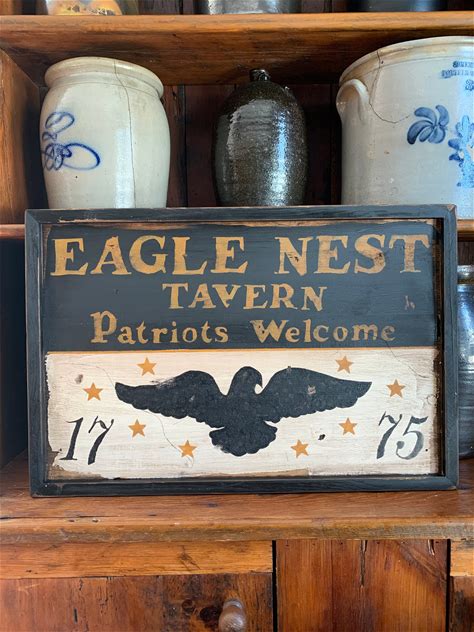 EAGLE NEST
TAVERN
Patriots Welcome
17 75